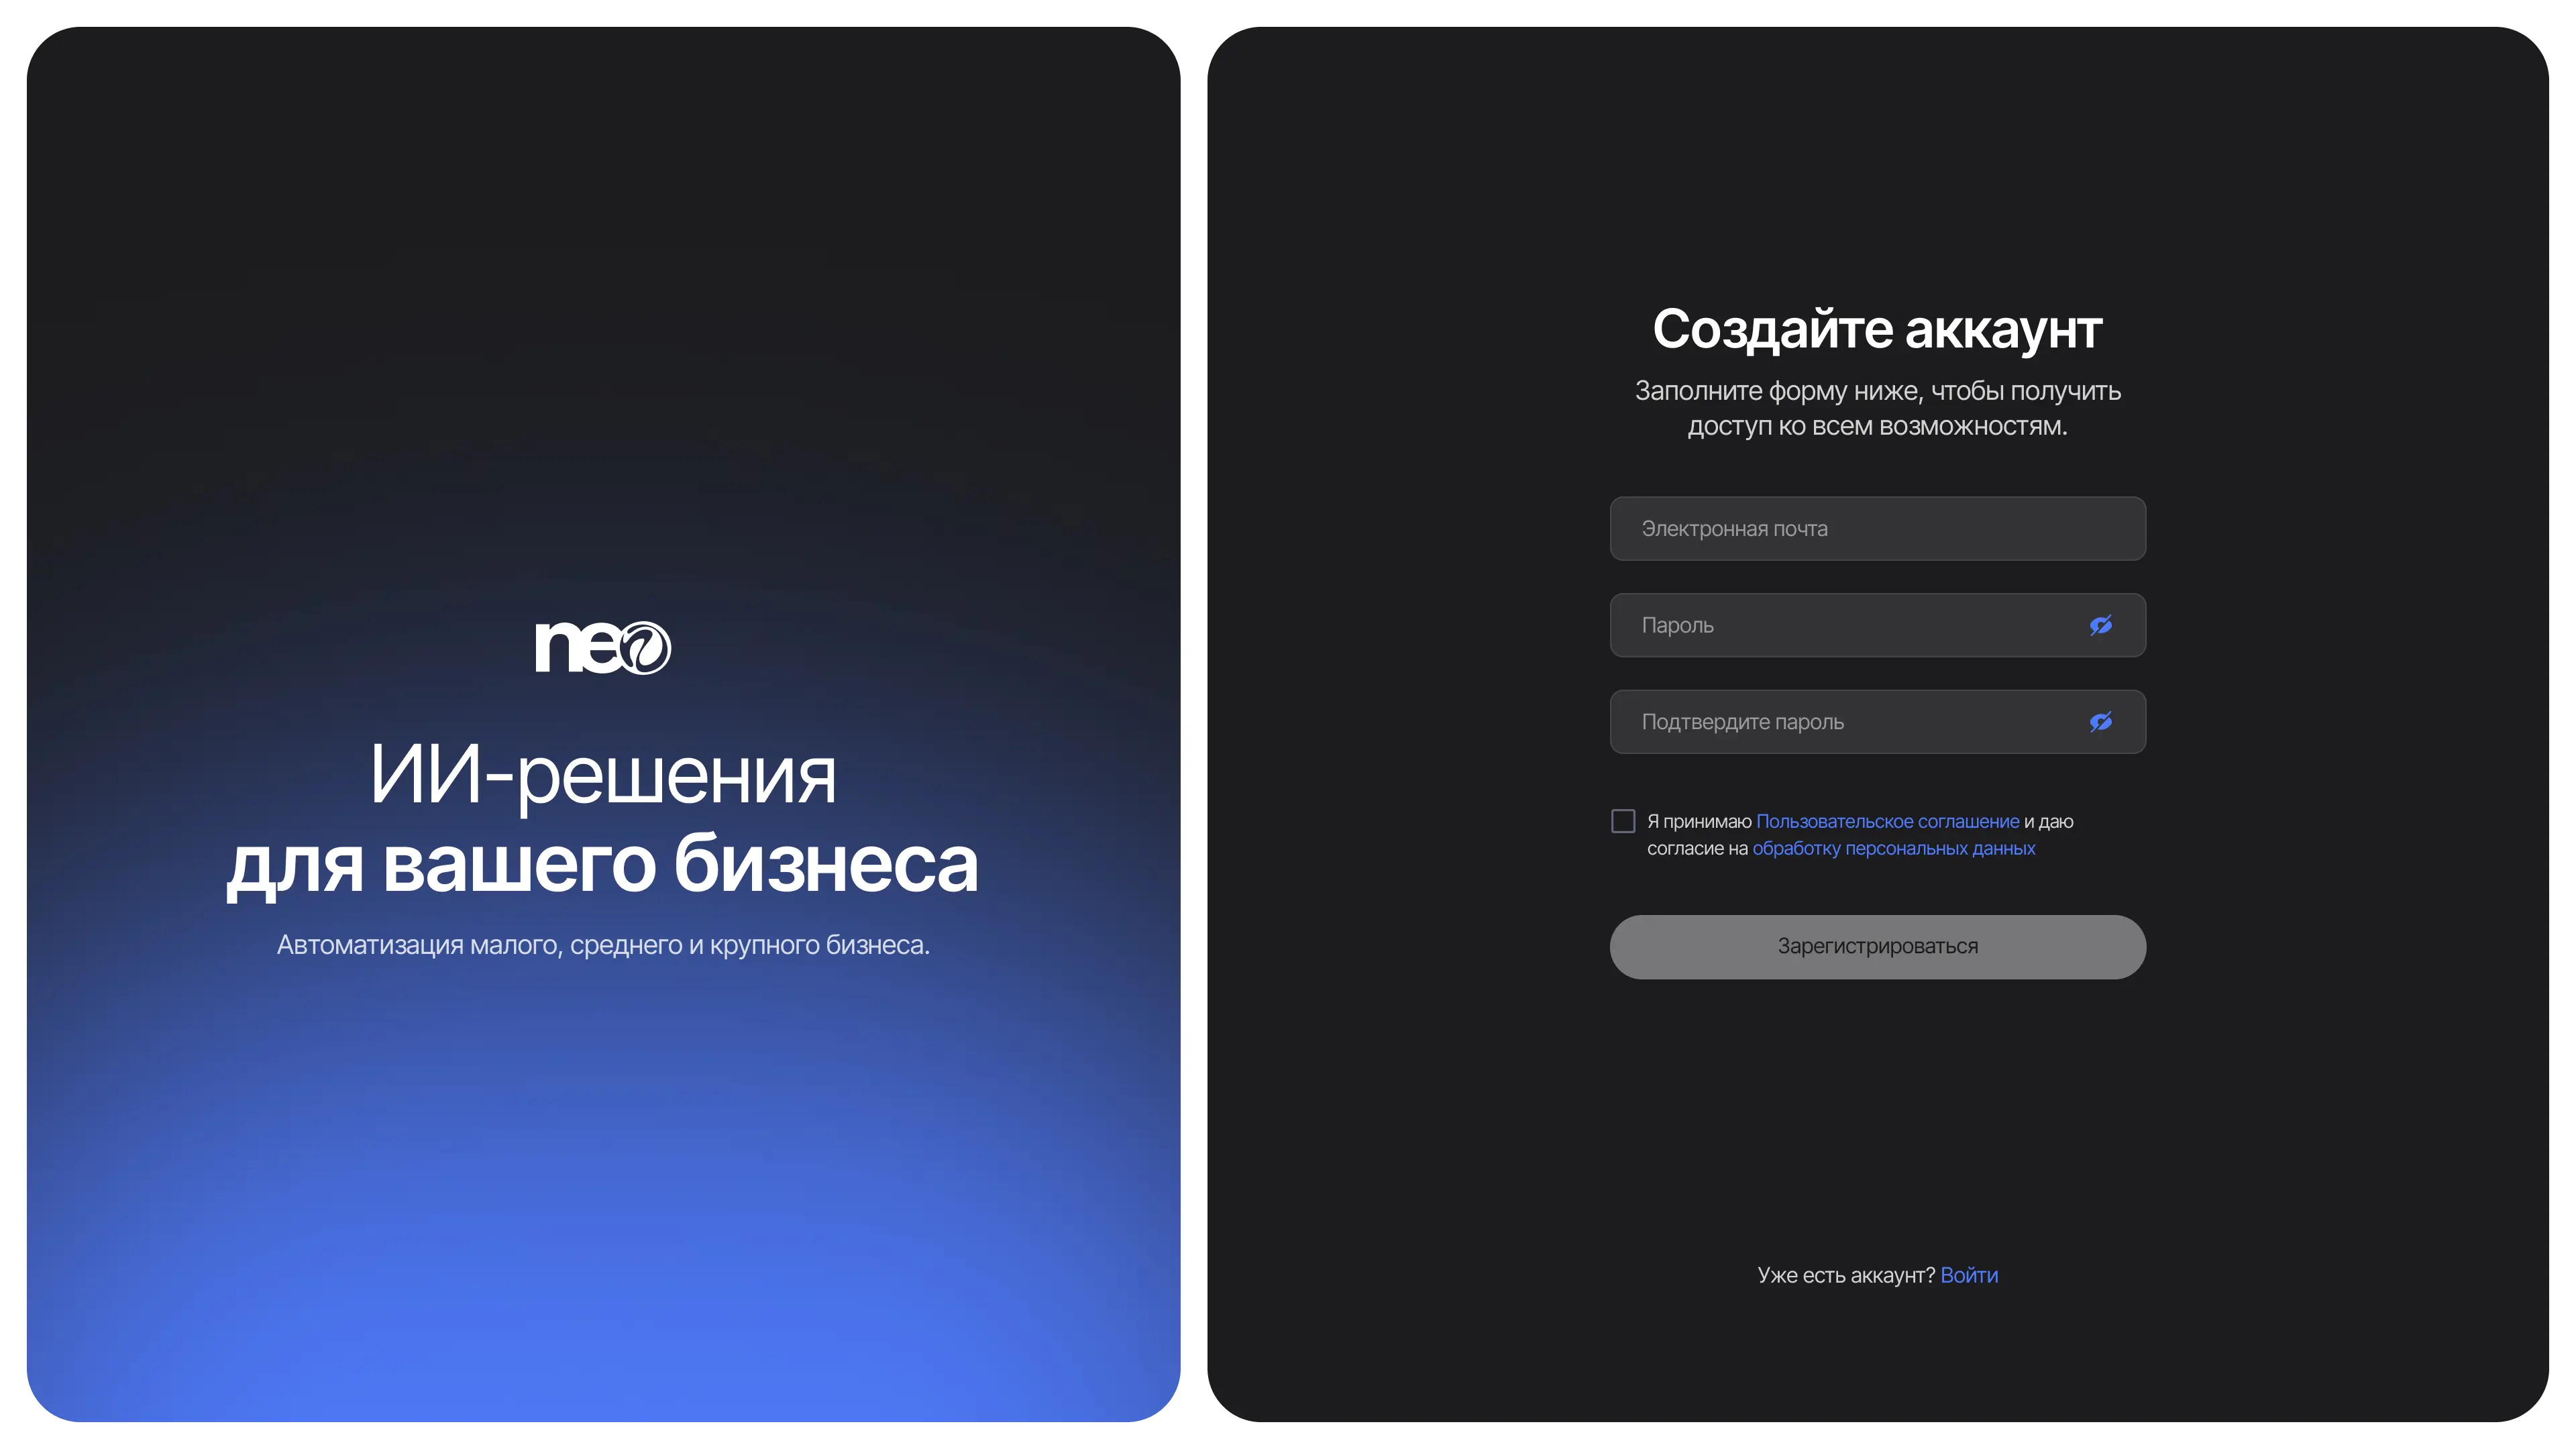 neo
ИИ-решения
для вашего бизнеса
Автоматизация малого, среднего и крупного бизнеса.
Создайте аккаунт
Заполните форму ниже, чтобы получить
доступ ко всем возможностям.
Электронная почта
Пароль
Подтвердите пароль
Я принимаю Пользовательское соглашение и даю
согласие на обработку персональных данных
Зарегистрироваться
Уже есть аккаунт? Войти